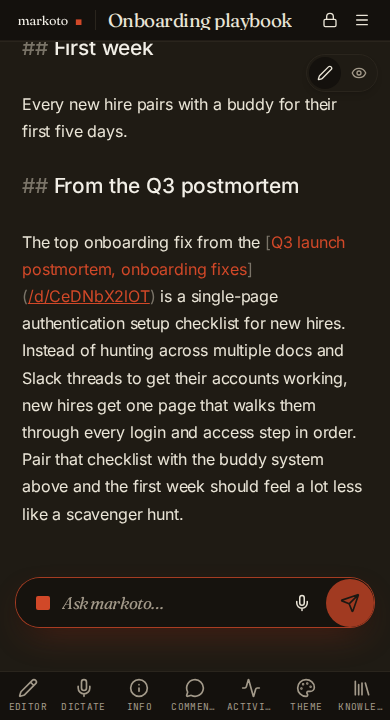 markoto
Onboarding playbook
## First week
Every new hire pairs with a buddy for their
first five days.
## From the Q3 postmortem
The top onboarding fix from the [Q3 launch
postmortem, onboarding fixes]
(/d/CeDNbX2lOT) is a single-page
authentication setup checklist for new hires.
Instead of hunting across multiple docs and
Slack threads to get their accounts working,
new hires get one page that walks them
through every login and access step in order.
Pair that checklist with the buddy system
above and the first week should feel a lot less
like a scavenger hunt.
Ask markoto...
EDITOR DICTATE INFO COMMEN… ACTIVI… THEME KNOWLE…